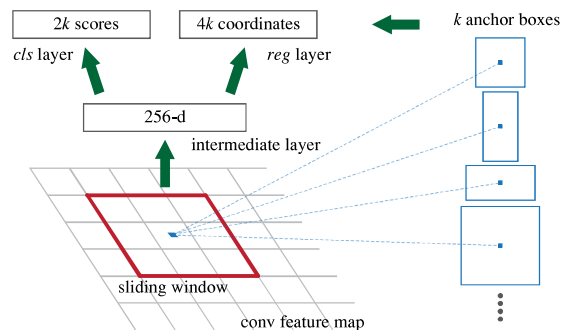 2k scores
4k coordinates
k anchor boxes
cls layer
reg layer
256-d
intermediate layer
sliding window
conv feature map